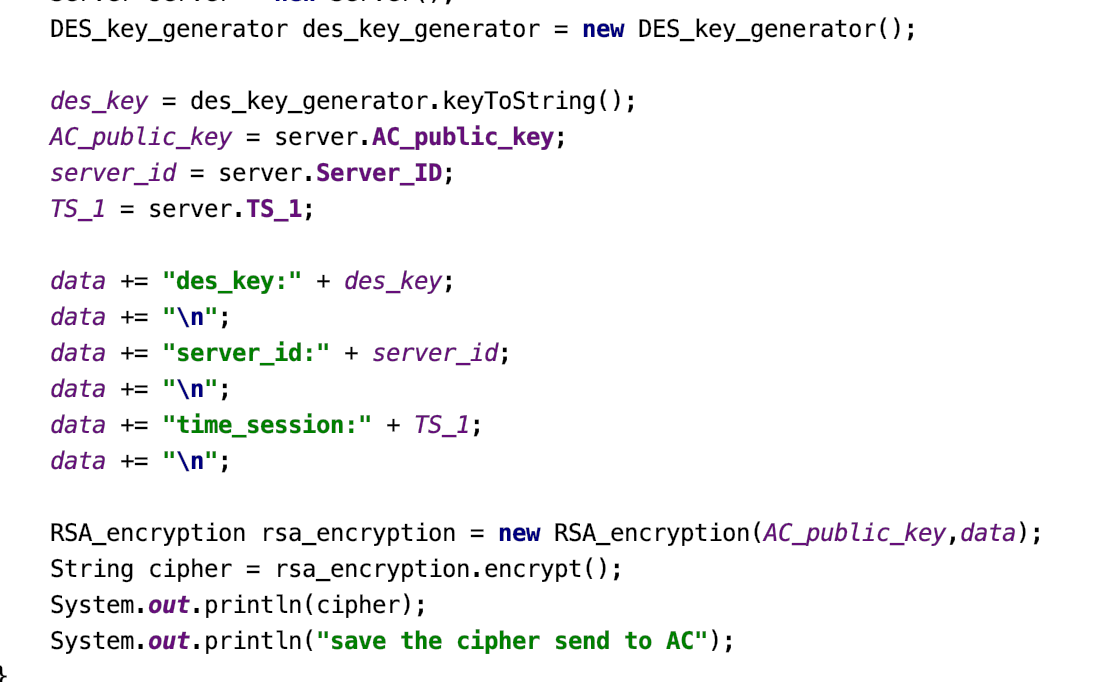 DES_key_generator des_key_generator = new DES_key_generator();
des_key = des_key_generator.keyToString();
AC_public_key = server.AC_public_key;
server_id = server.Server_ID;
TS_1 = server.TS_1;
data += "des_key:" + des_key;
data += "\n";
data += "server_id:" + server_id;
data += "\n";
data += "time_session:" + TS_1;
data += "\n";
RSA_encryption rsa_encryption = new RSA_encryption(AC_public_key,data);
String cipher = rsa_encryption.encrypt();
System.out.println(cipher);
System.out.println("save the cipher send to AC");
}